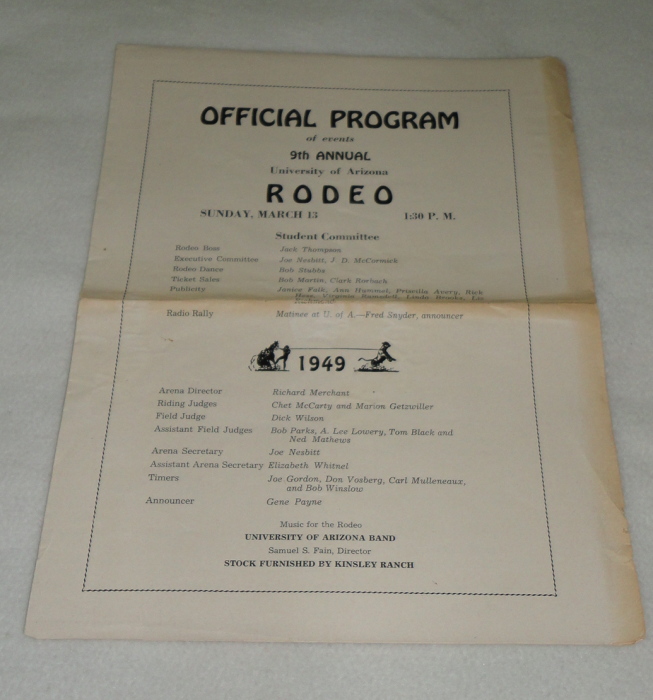 OFFICIAL PROGRAM
of events
9th ANNUAL
University of Arizona
RODEO
SUNDAY, MARCH 13 1:30 P. M.
Student Committee
Rodeo Boss Jack Thompson
Executive Committee Joe Nesbitt, J. D. McCormick
Rodeo Dance Bob Stubbs
Ticket Sales Bob Martin, Clark Rorbach
Publicity Janice Falk, Ann Hammel, Priscilla Avery, Rick
Radio Rally Matinee at U. of A.—Fred Snyder, announcer
1949
Arena Director Richard Merchant
Riding Judges Chet McCarty and Marion Getzwiller
Field Judge Dick Wilson
Assistant Field Judges Bob Parks, A. Lee Lowery, Tom Black and
Ned Mathews
Arena Secretary Joe Nesbitt
Assistant Arena Secretary Elizabeth Whitnel
Timers Joe Gordon, Don Vosberg, Carl Mulleneaux,
and Bob Winslow
Announcer Gene Payne
Music for the Rodeo
UNIVERSITY OF ARIZONA BAND
Samuel S. Fain, Director
STOCK FURNISHED BY KINSLEY RANCH